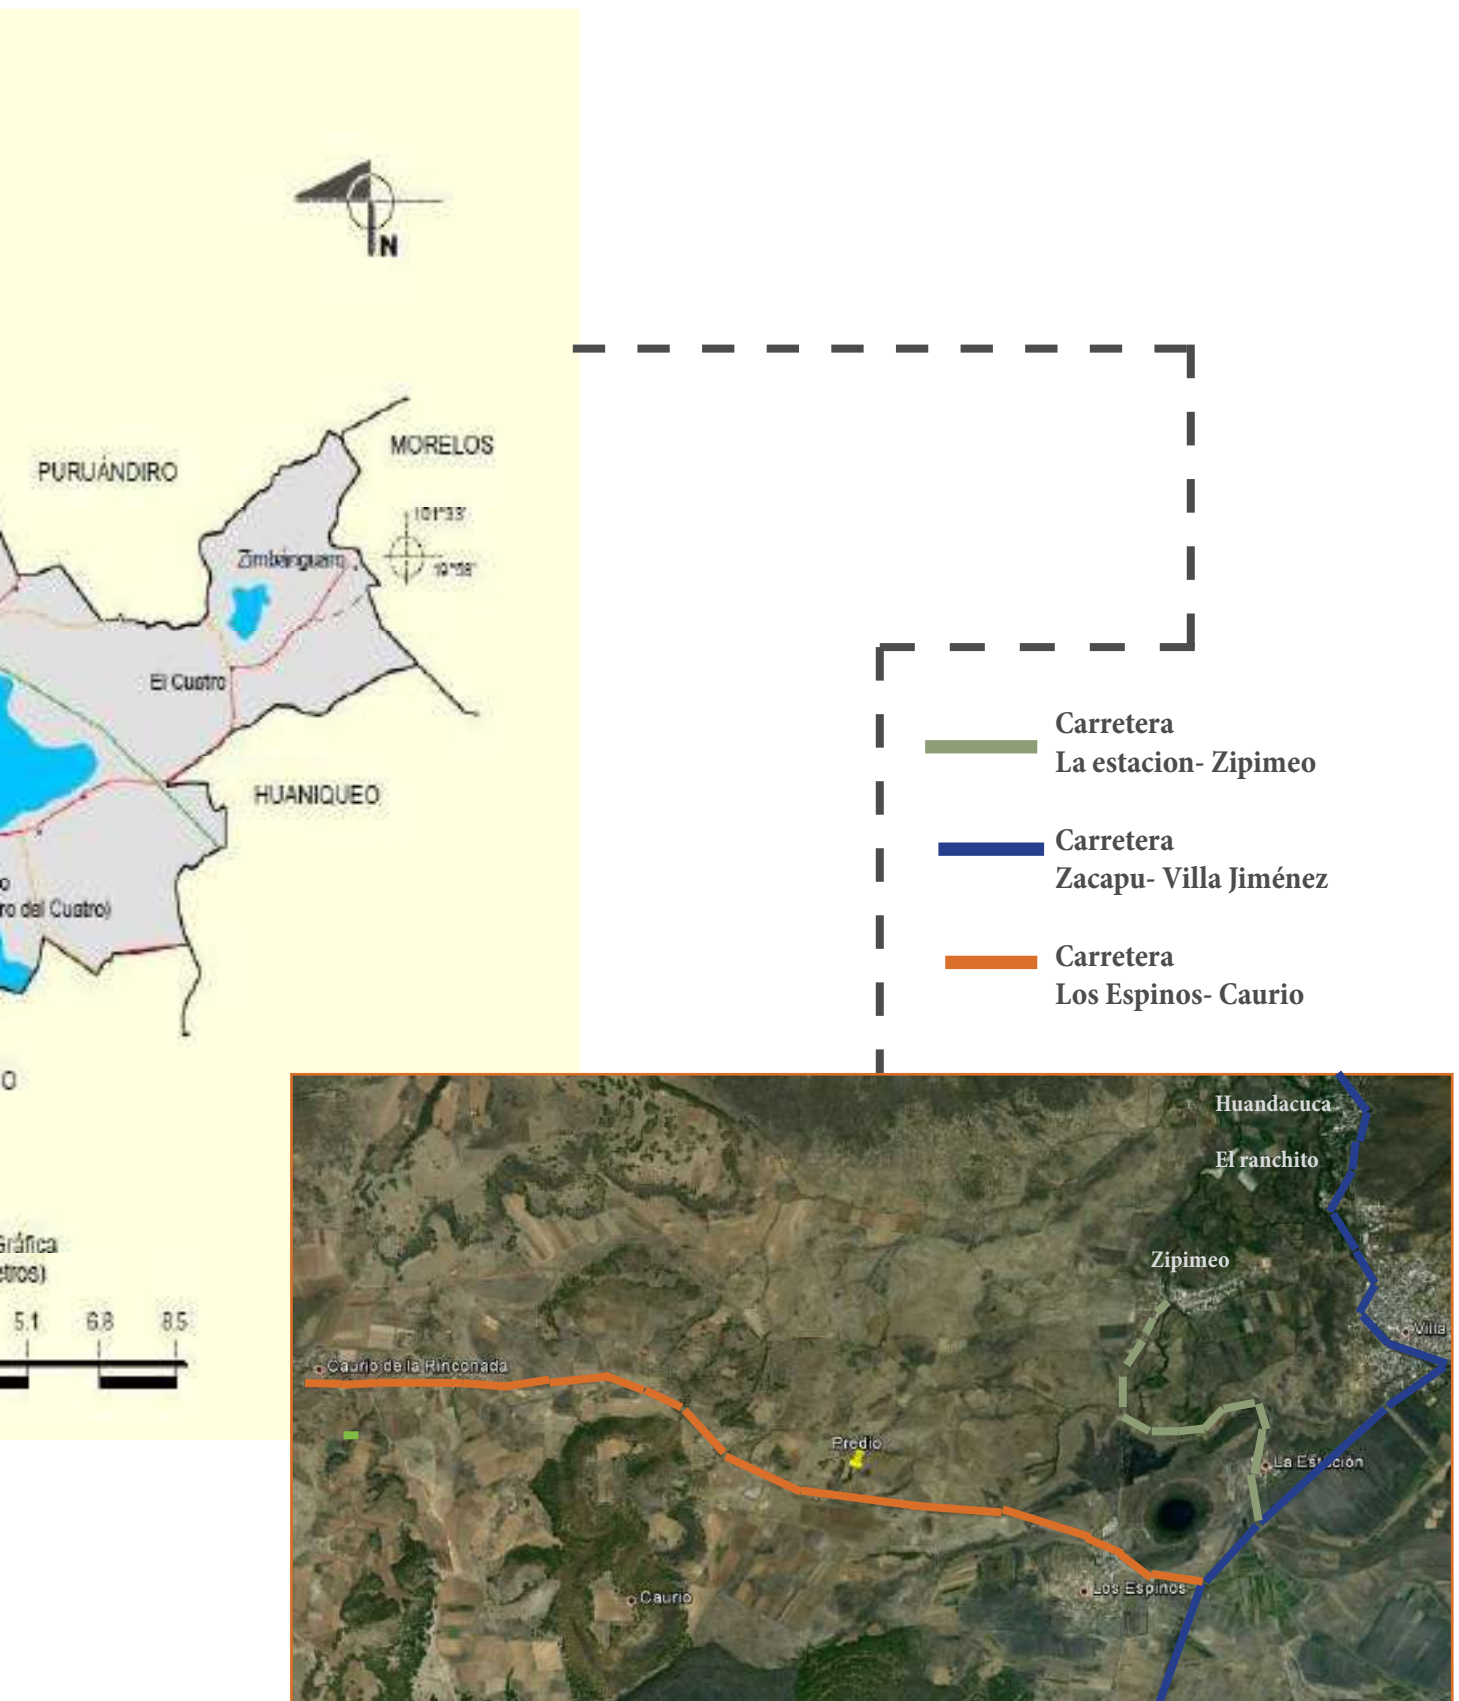 N
MORELOS
PURUÁNDIRO
101°33'
Zimbánguaro
19°58'
El Cuatro
HUANIQUEO
ro del Cuatro)
O
Gráfica
etros)
5.1 6.8 8.5
Carretera
La estacion- Zipimeo
Carretera
Zacapu- Villa Jiménez
Carretera
Los Espinos- Caurio
Huandacuca
El ranchito
Zipimeo
Villa
Caurio de la Rinconada
Predio
La Estación
Los Espinos
Caurio